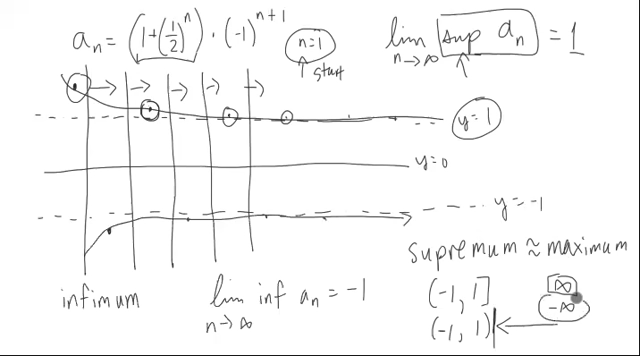 aₙ = (1+(1/2)ⁿ) · (-1)ⁿ⁺¹
n=1
start
lim sup aₙ = 1
n→∞
y=1
y=0
y=-1
supremum ≈ maximum
infimum
lim inf aₙ = -1
n→∞
(-1, 1]
(-1, 1)
∞
-∞